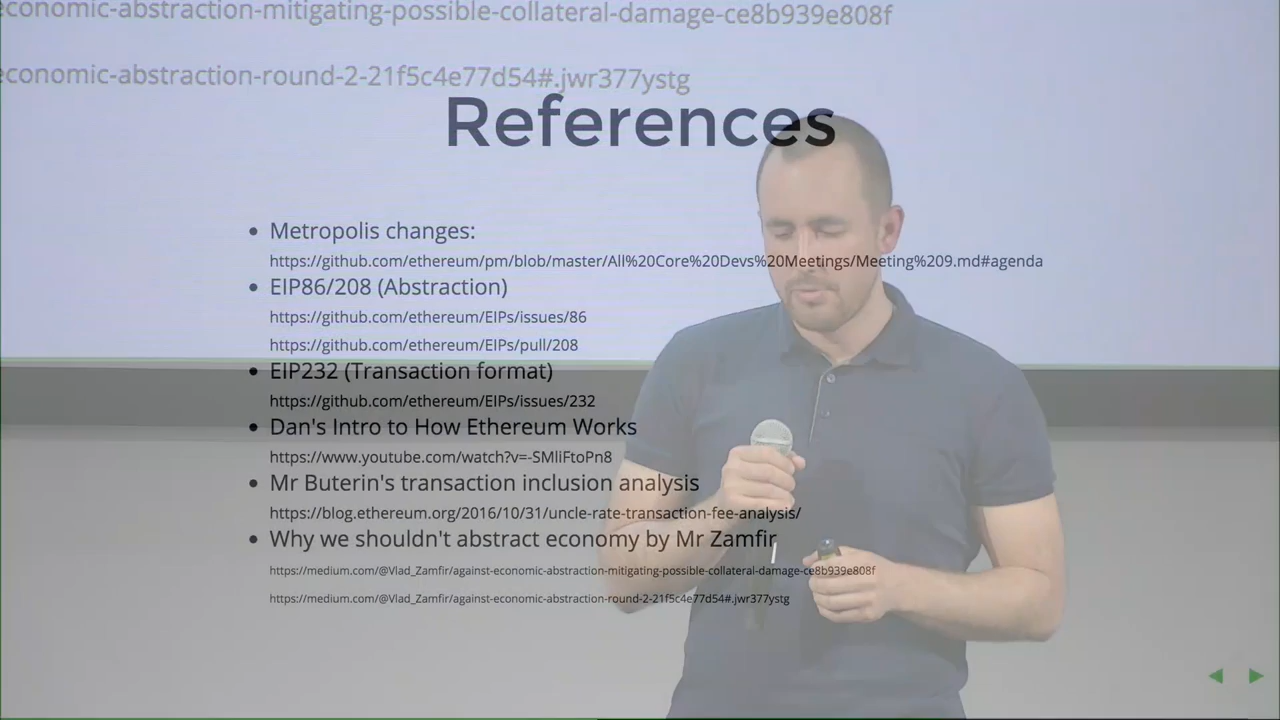 economic-abstraction-mitigating-possible-collateral-damage-ce8b939e808f
economic-abstraction-round-2-21f5c4e77d54#.jwr377ystg
References
Metropolis changes:
https://github.com/ethereum/pm/blob/master/All%20Core%20Devs%20Meetings/Meeting%209.md#agenda
EIP86/208 (Abstraction)
https://github.com/ethereum/EIPs/issues/86
https://github.com/ethereum/EIPs/pull/208
EIP232 (Transaction format)
https://github.com/ethereum/EIPs/issues/232
Dan's Intro to How Ethereum Works
https://www.youtube.com/watch?v=-SMliFtoPn8
Mr Buterin's transaction inclusion analysis
https://blog.ethereum.org/2016/10/31/uncle-rate-transaction-fee-analysis/
Why we shouldn't abstract economy by Mr Zamfir
https://medium.com/@Vlad_Zamfir/against-economic-abstraction-mitigating-possible-collateral-damage-ce8b939e808f
https://medium.com/@Vlad_Zamfir/against-economic-abstraction-round-2-21f5c4e77d54#.jwr377ystg